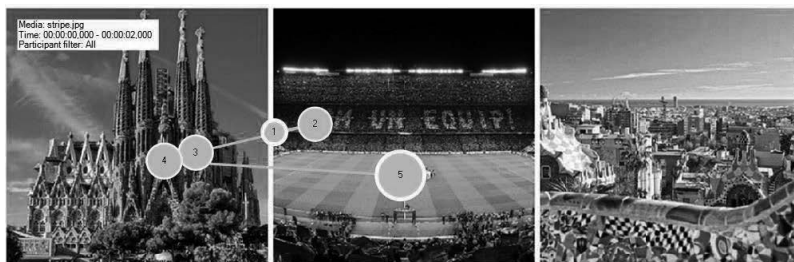 Media: stripe.jpg
Time: 00:00:00,000 - 00:00:02,000
Participant filter: All
UN EQUIP!
1
2
3
4
5